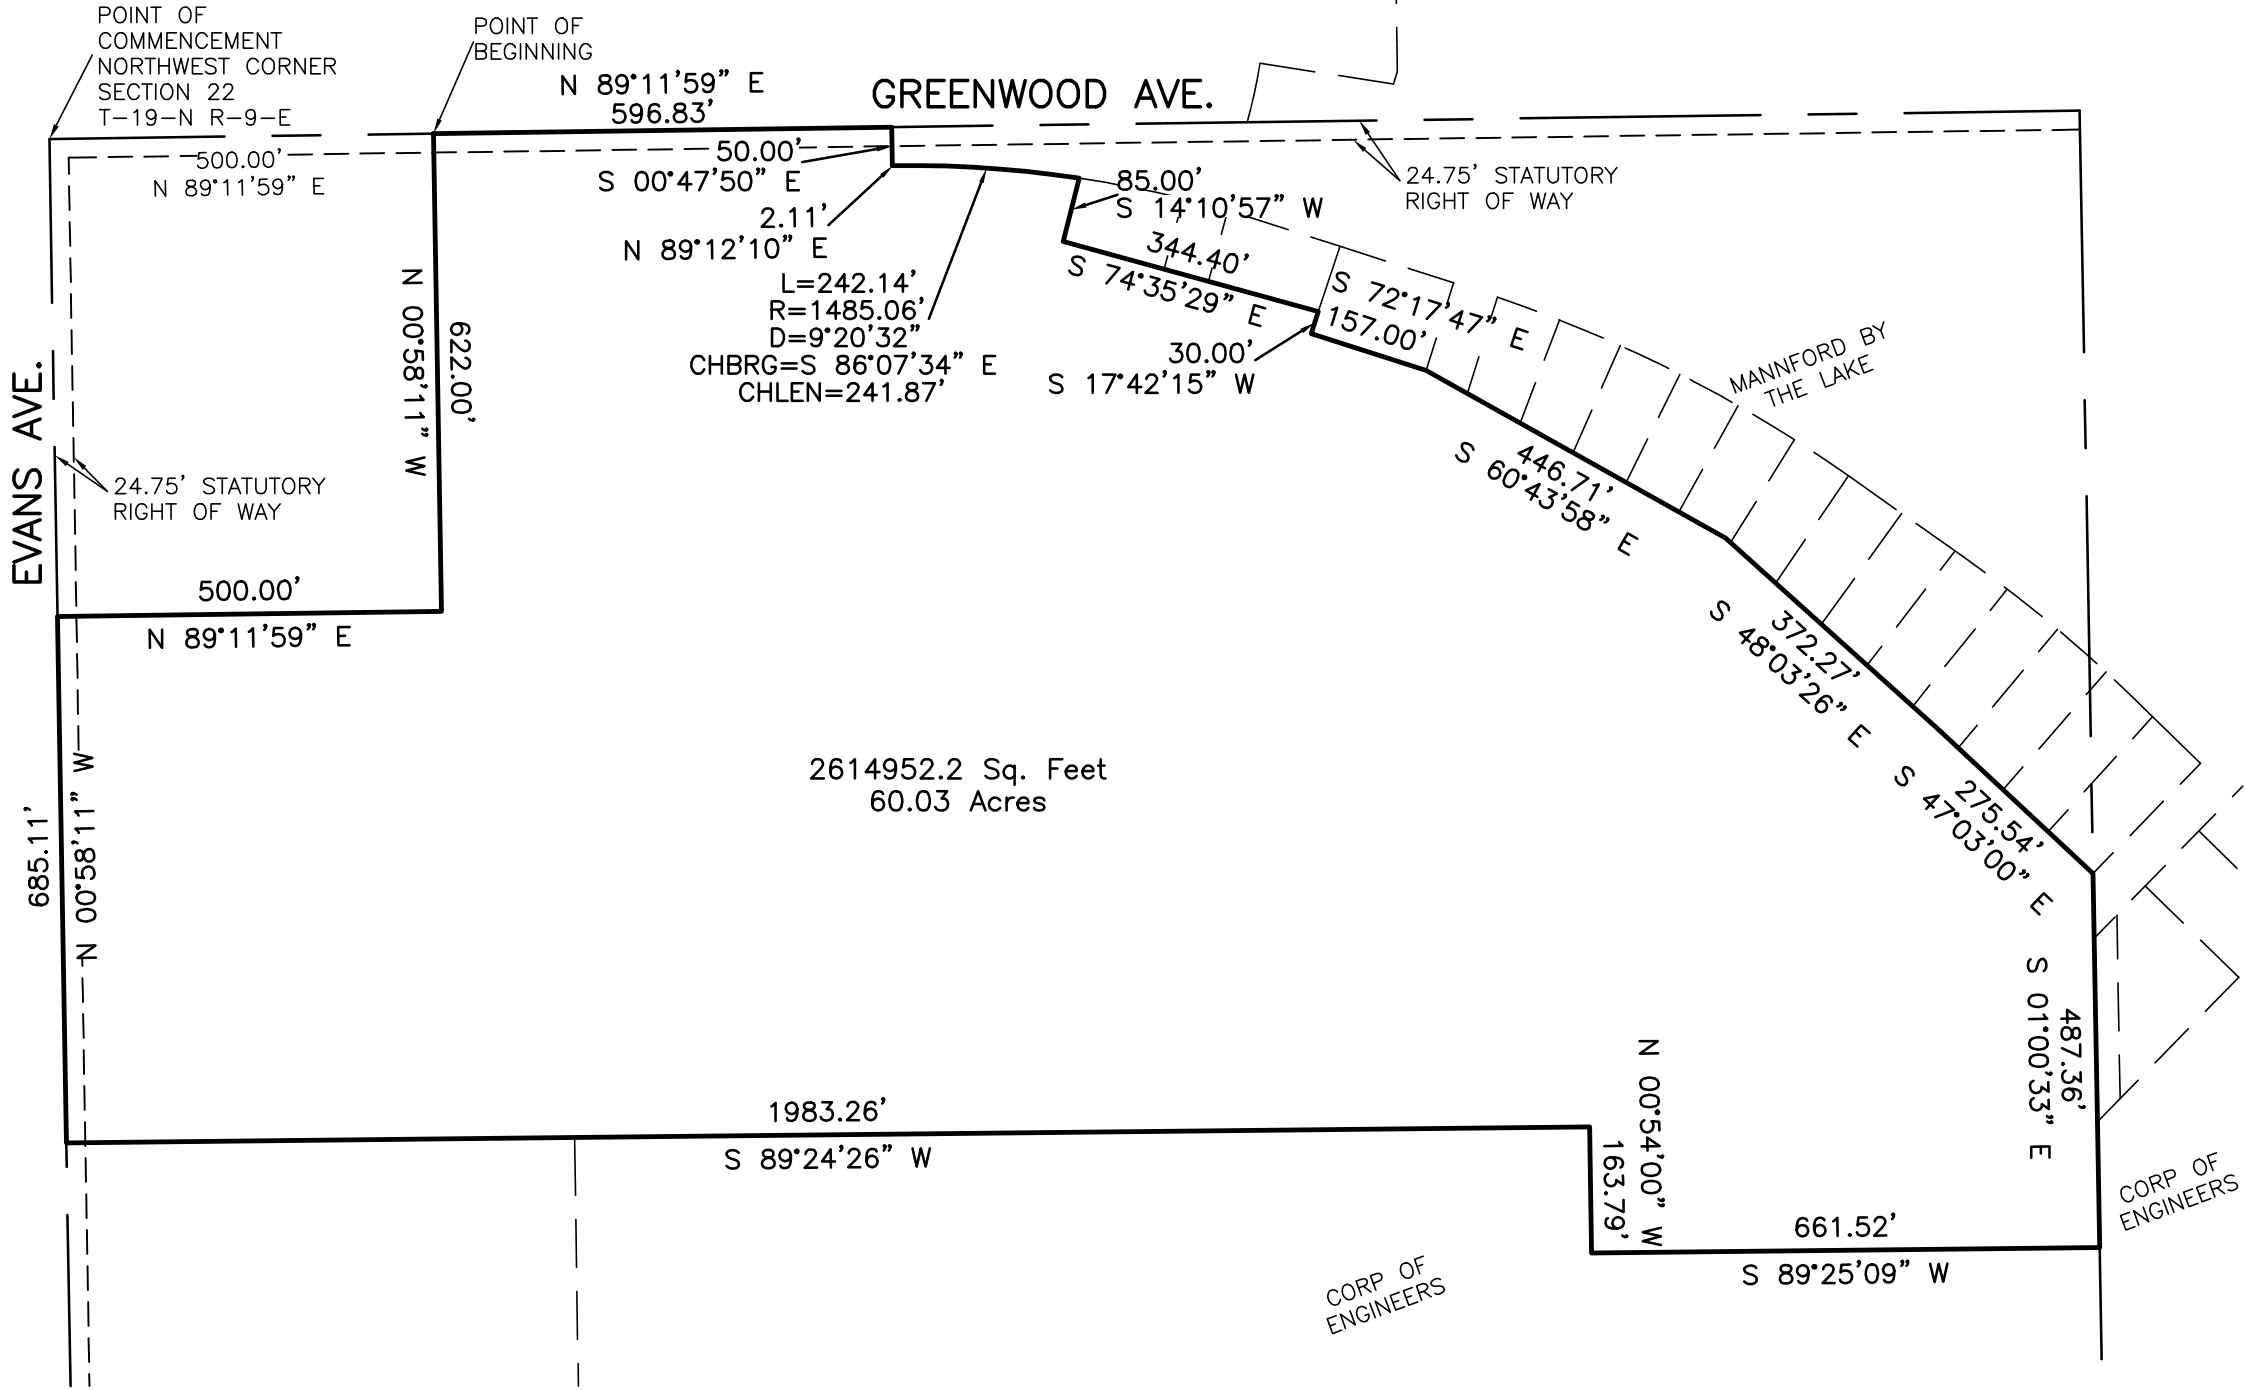 POINT OF
COMMENCEMENT
NORTHWEST CORNER
SECTION 22
T-19-N R-9-E
POINT OF
BEGINNING
N 89°11'59" E
596.83'
GREENWOOD AVE.
500.00'
N 89°11'59" E
50.00'
S 00°47'50" E
2.11'
N 89°12'10" E
85.00'
S 14°10'57" W
24.75' STATUTORY
RIGHT OF WAY
L=242.14'
R=1485.06'
D=9°20'32"
CHBRG=S 86°07'34" E
CHLEN=241.87'
344.40'
S 74°35'29" E
S 72°17'47" E
157.00'
30.00'
S 17°42'15" W
MANNFORD BY
THE LAKE
N 00°58'11" W
622.00'
EVANS AVE.
24.75' STATUTORY
RIGHT OF WAY
446.71'
S 60°43'58" E
500.00'
N 89°11'59" E
372.27'
S 48°03'26" E
275.54'
S 47°03'00" E
2614952.2 Sq. Feet
60.03 Acres
685.11'
N 00°58'11" W
487.36'
S 01°00'33" E
1983.26'
S 89°24'26" W
N 00°54'00" W
163.79'
661.52'
S 89°25'09" W
CORP OF
ENGINEERS
CORP OF
ENGINEERS